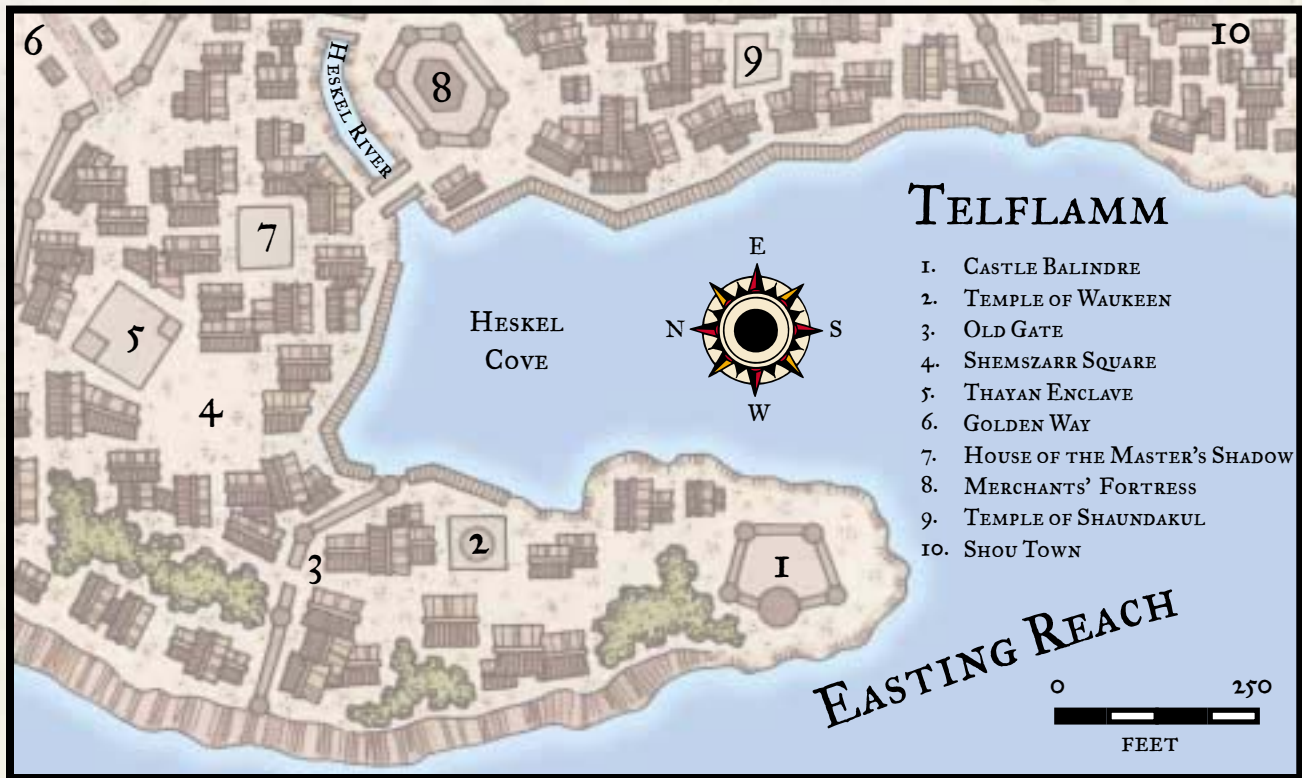 6
10
Heskel River
8
9
Telflamm
7
E
N
S
W
Heskel
Cove
1. Castle Balindre
2. Temple of Waukeen
3. Old Gate
4. Shemszarr Square
5. Thayan Enclave
6. Golden Way
7. House of the Master's Shadow
8. Merchants' Fortress
9. Temple of Shaundakul
10. Shou Town
5
4
2
3
1
Easting Reach
0 250
feet